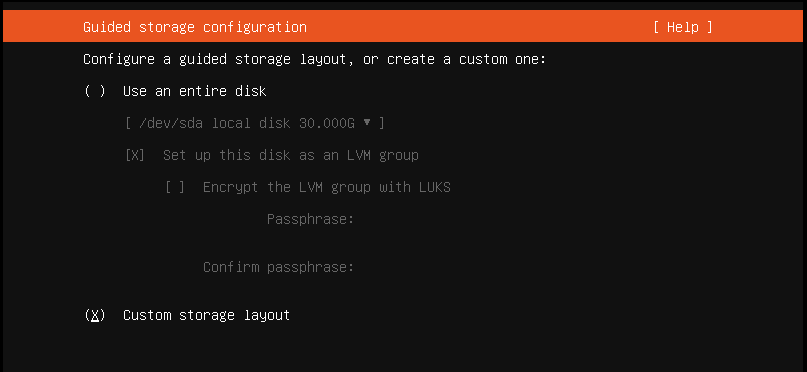 Guided storage configuration [ Help ]
Configure a guided storage layout, or create a custom one:
( ) Use an entire disk
[ /dev/sda local disk 30.000G ▾ ]
[X] Set up this disk as an LVM group
[ ] Encrypt the LVM group with LUKS
Passphrase:
Confirm passphrase:
(X) Custom storage layout